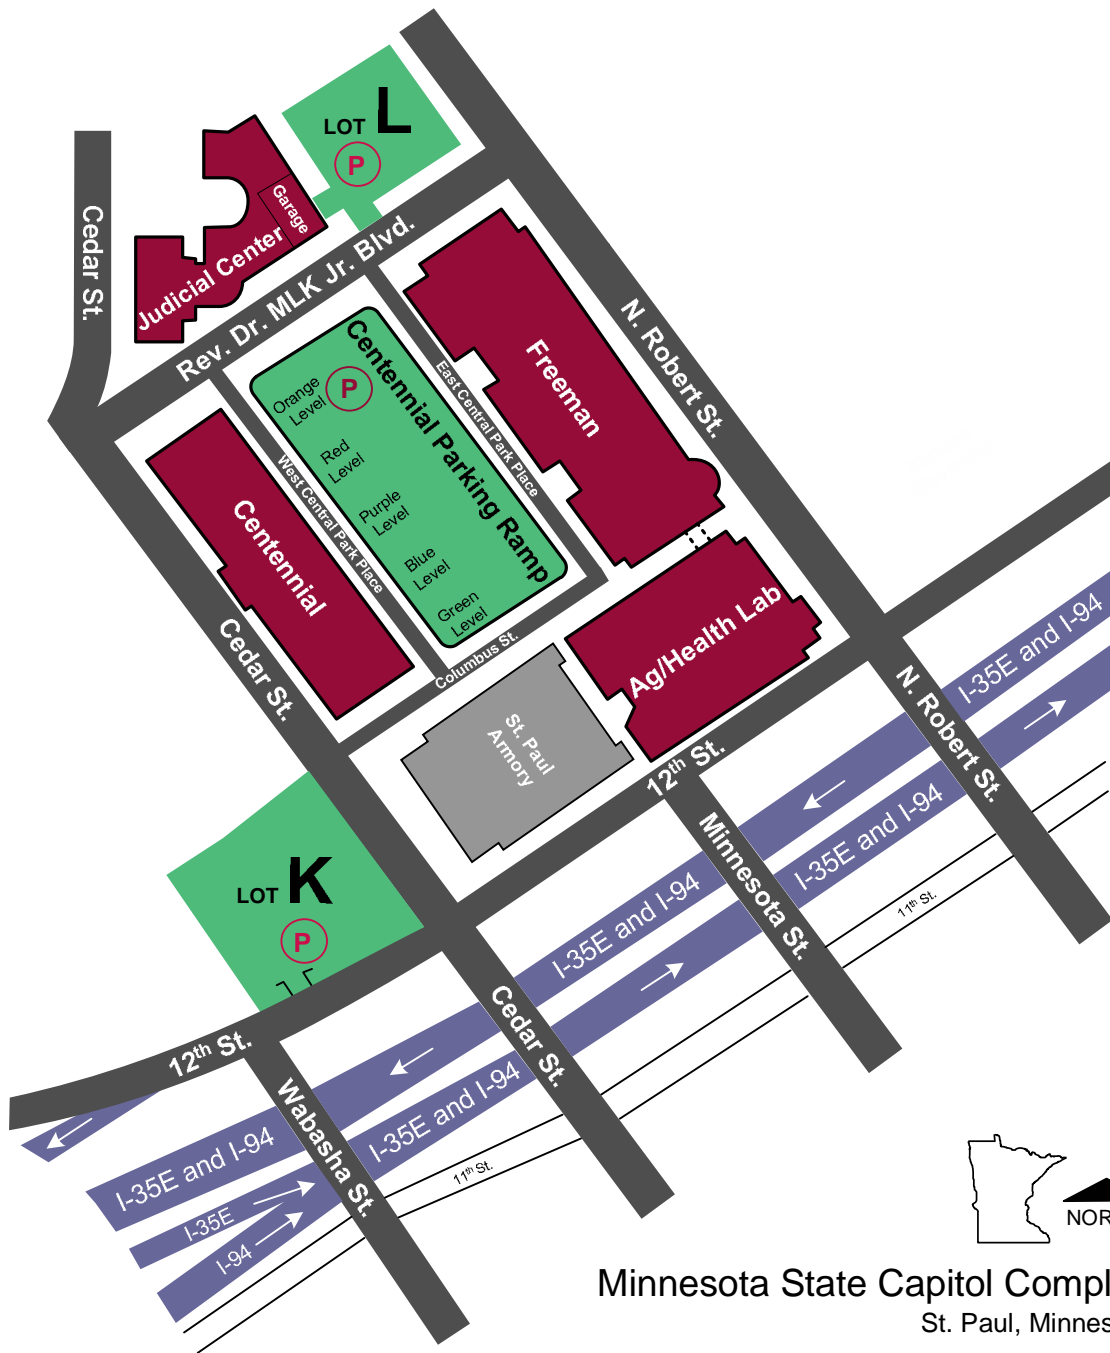 LOT L
P
Garage
Judicial Center
Cedar St.
Rev. Dr. MLK Jr. Blvd.
N. Robert St.
Freeman
East Central Park Place
Centennial Parking Ramp
P
Orange
Level
Red
Level
Purple
Level
Blue
Level
Green
Level
West Central Park Place
Centennial
Cedar St.
Columbus St.
Ag/Health Lab
St. Paul
Armory
12th St.
I-35E and I-94
N. Robert St.
LOT K
P
Minnesota St.
I-35E and I-94
I-35E and I-94
11th St.
Cedar St.
12th St.
Wabasha St.
I-35E and I-94
I-35E and I-94
11th St.
I-35E
I-94
NOR
Minnesota State Capitol Compl
St. Paul, Minnes